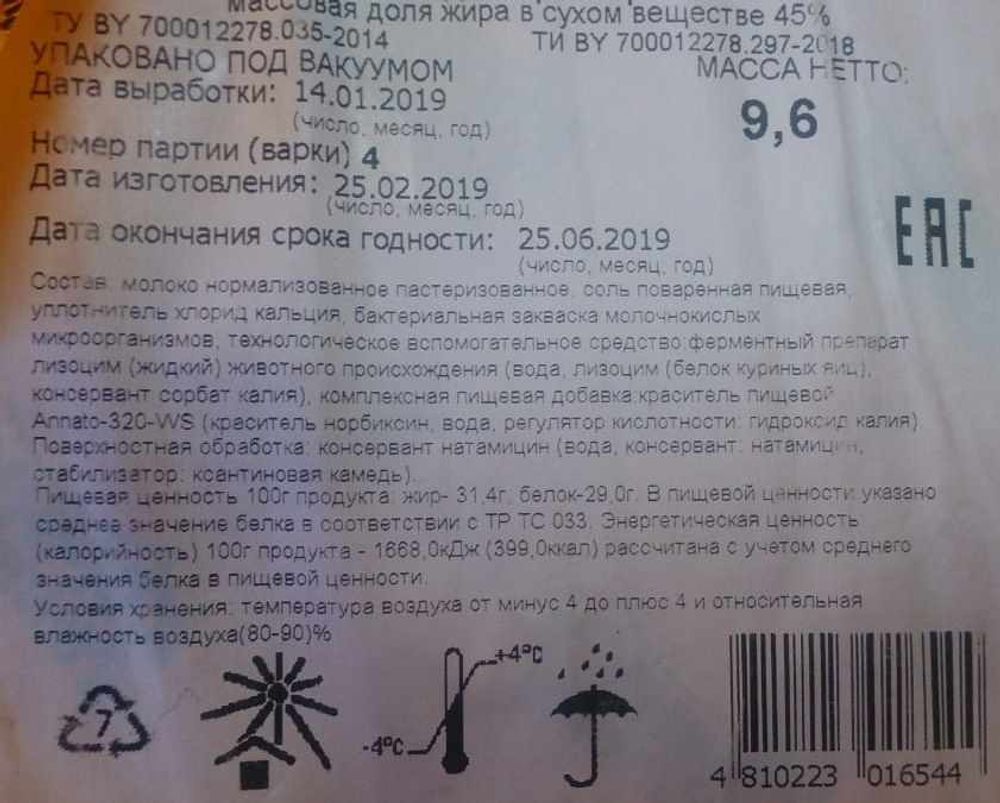 массовая доля жира в сухом веществе 45%
ТУ BY 700012278.035-2014
ТИ BY 700012278.297-2018
УПАКОВАНО ПОД ВАКУУМОМ
МАССА НЕТТО:
Дата выработки: 14.01.2019
9,6
(число, месяц, год)
Номер партии (варки) 4
Дата изготовления: 25.02.2019
(число, месяц, год)
ЕАС
Дата окончания срока годности: 25.06.2019
(число, месяц, год)
Состав: молоко нормализованное пастеризованное, соль поваренная пищевая,
уплотнитель хлорид кальция, бактериальная закваска молочнокислых
микроорганизмов, технологическое вспомогательное средство:ферментный препарат
лизоцим (жидкий) животного происхождения (вода, лизоцим (белок куриных яиц),
консервант сорбат калия), комплексная пищевая добавка:краситель пищевой
Annato-320-WS (краситель норбиксин, вода, регулятор кислотности: гидроксид калия).
Поверхностная обработка: консервант натамицин (вода, консервант: натамицин,
стабилизатор: ксантиновая камедь).
Пищевая ценность 100г продукта: жир- 31,4г, белок-29,0г. В пищевой ценности указано
среднее значение белка в соответствии с ТР ТС 033. Энергетическая ценность
(калорийность) 100г продукта - 1668,0кДж (399,0ккал) рассчитана с учетом среднего
значения белка в пищевой ценности.
Условия хранения: температура воздуха от минус 4 до плюс 4 и относительная
влажность воздуха(80-90)%
+4°С
7
-4°С
4 810223 016544